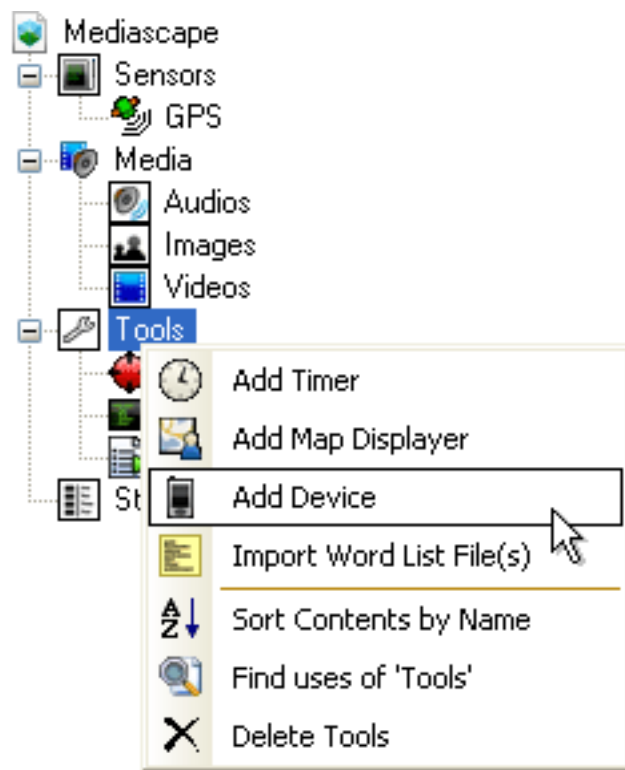 Mediascape
Sensors
GPS
Media
Audios
Images
Videos
Tools
St
Add Timer
Add Map Displayer
Add Device
Import Word List File(s)
Sort Contents by Name
Find uses of 'Tools'
Delete Tools